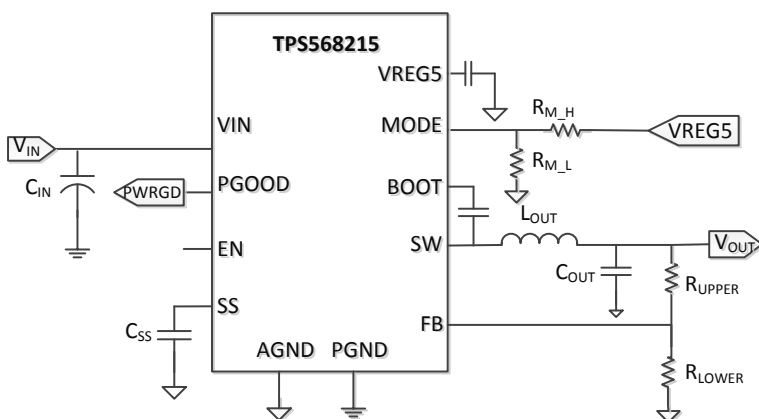 TPS568215
VREG5
R_M_H
VIN
MODE
VREG5
V_IN
R_M_L
C_IN
PWRGD
PGOOD
BOOT
L_OUT
EN
SW
V_OUT
C_OUT
R_UPPER
SS
C_SS
FB
AGND
PGND
R_LOWER